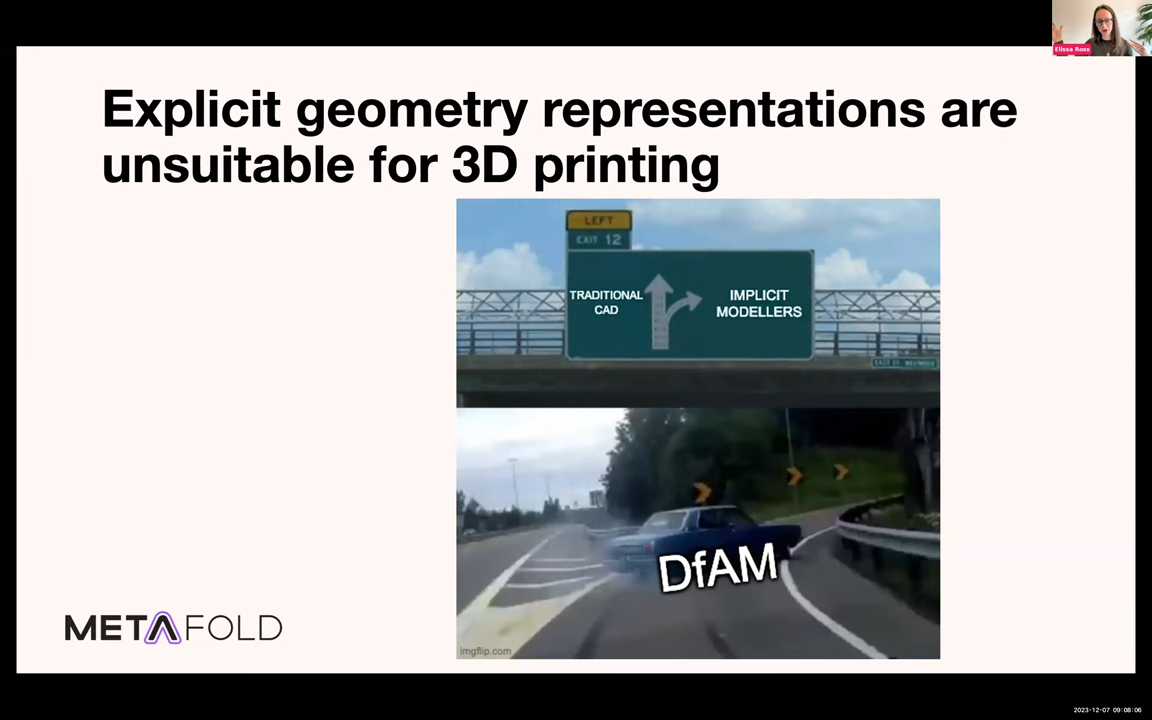 Elissa Ross
Explicit geometry representations are
unsuitable for 3D printing
LEFT
EXIT 12
TRADITIONAL
CAD
IMPLICIT
MODELLERS
DfAM
METAFOLD
imgflip.com
2023-12-07 09:08:06